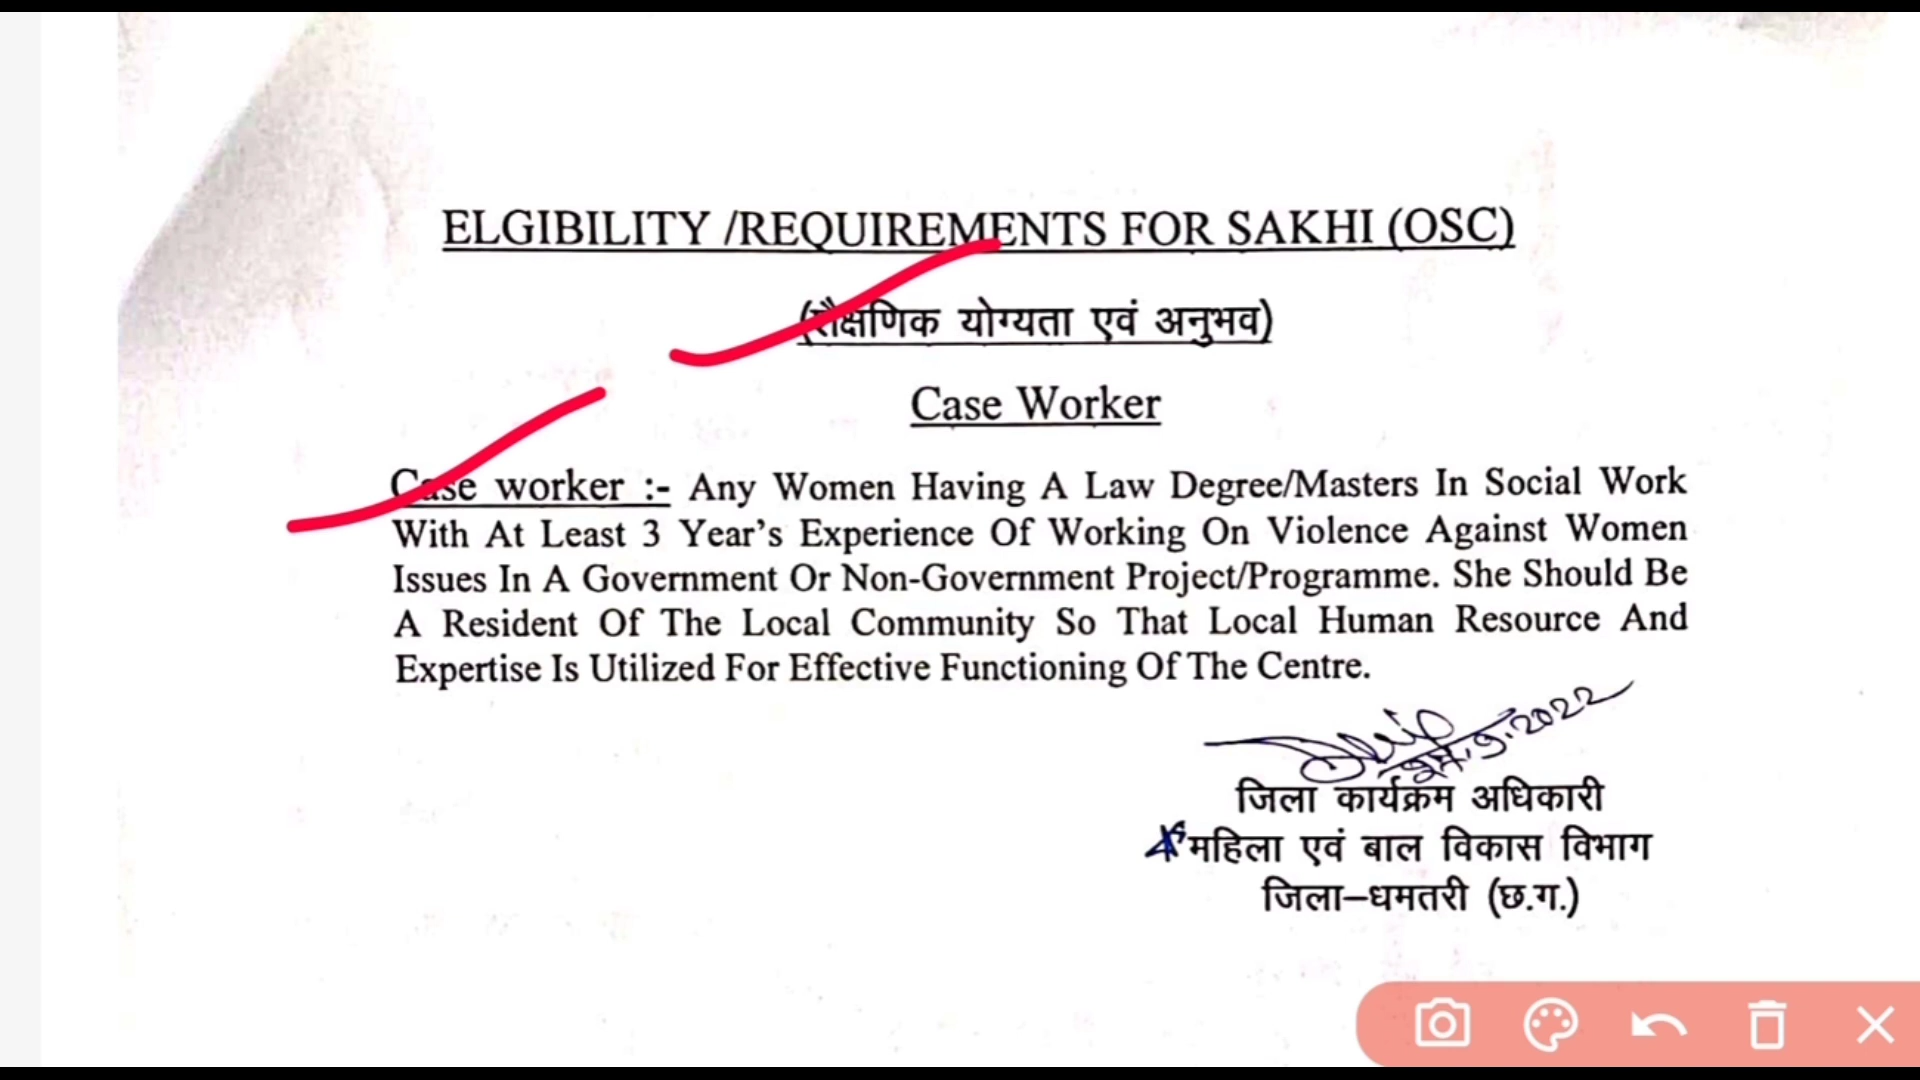 ELGIBILITY /REQUIREMENTS FOR SAKHI (OSC)
(शैक्षणिक योग्यता एवं अनुभव)
Case Worker
Case worker :- Any Women Having A Law Degree/Masters In Social Work
With At Least 3 Year's Experience Of Working On Violence Against Women
Issues In A Government Or Non-Government Project/Programme. She Should Be
A Resident Of The Local Community So That Local Human Resource And
Expertise Is Utilized For Effective Functioning Of The Centre.
जिला कार्यक्रम अधिकारी
महिला एवं बाल विकास विभाग
जिला–धमतरी (छ.ग.)